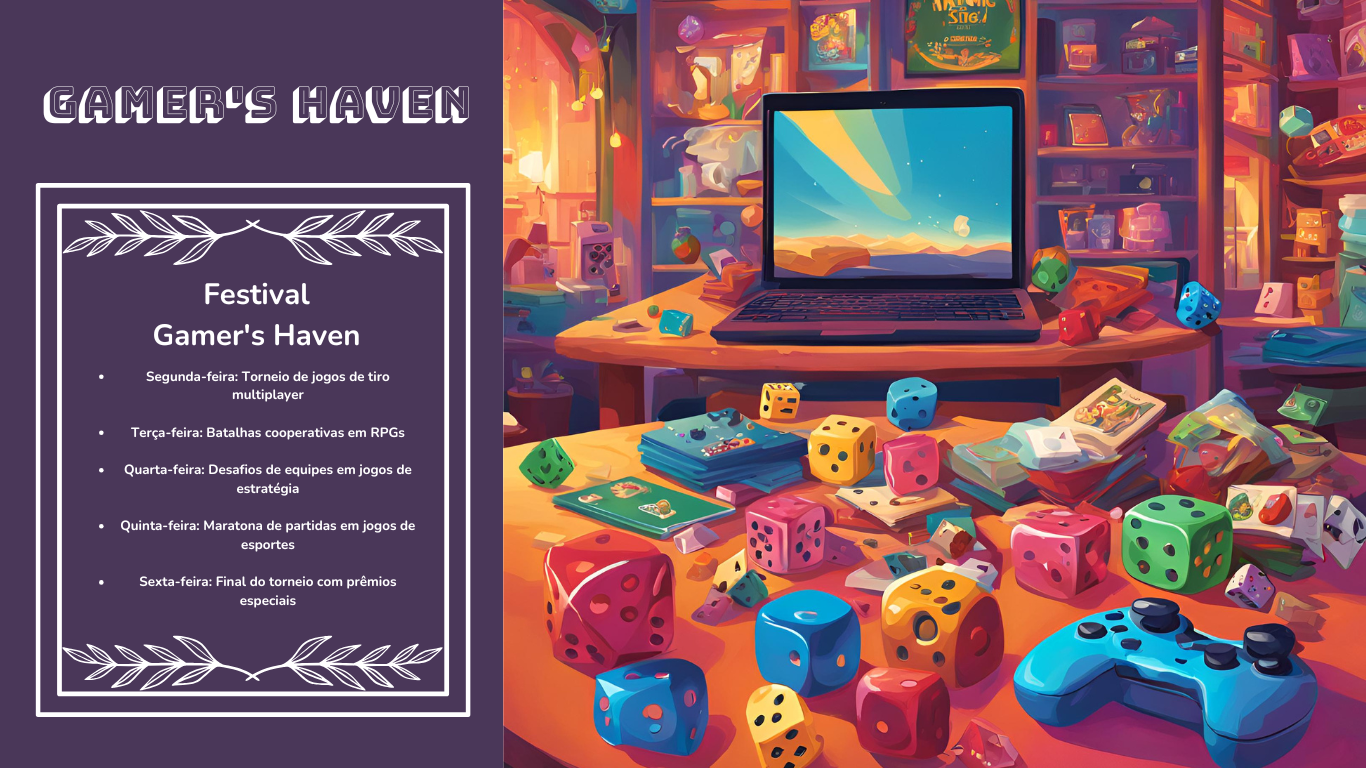 GAMER'S HAVEN
Festival
Gamer's Haven
• Segunda-feira: Torneio de jogos de tiro
multiplayer
• Terça-feira: Batalhas cooperativas em RPGs
• Quarta-feira: Desafios de equipes em jogos de
estratégia
• Quinta-feira: Maratona de partidas em jogos de
esportes
• Sexta-feira: Final do torneio com prêmios
especiais